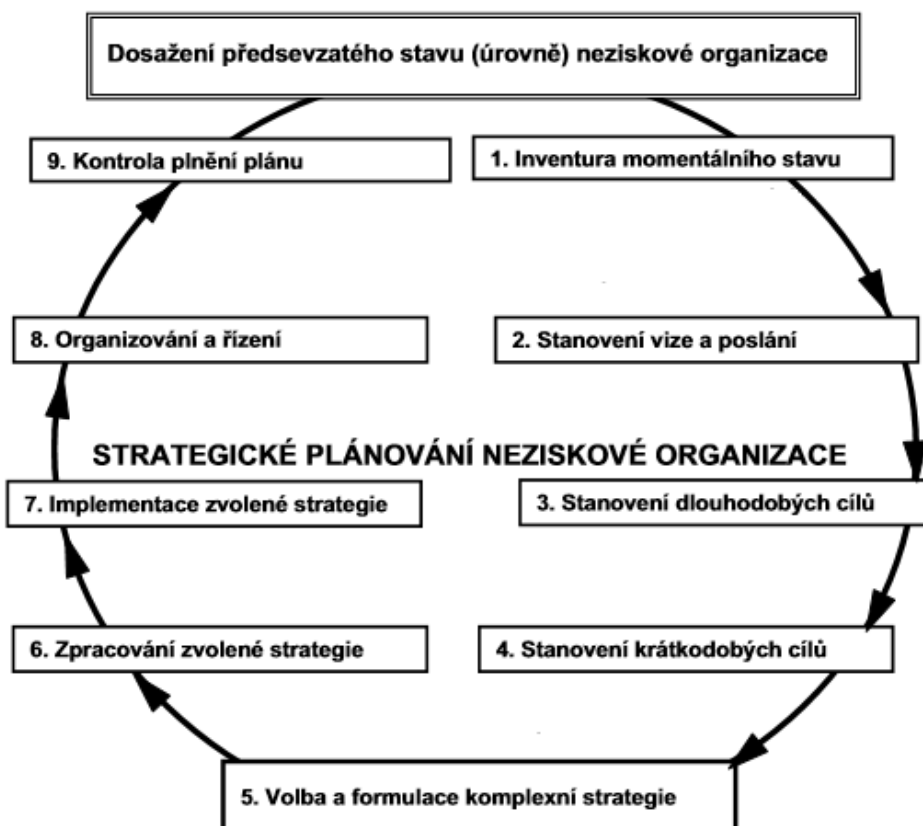 Dosažení předsevzatého stavu (úrovně) neziskové organizace
9. Kontrola plnění plánu
1. Inventura momentálního stavu
8. Organizování a řízení
2. Stanovení vize a poslání
STRATEGICKÉ PLÁNOVÁNÍ NEZISKOVÉ ORGANIZACE
7. Implementace zvolené strategie
3. Stanovení dlouhodobých cílů
6. Zpracování zvolené strategie
4. Stanovení krátkodobých cílů
5. Volba a formulace komplexní strategie